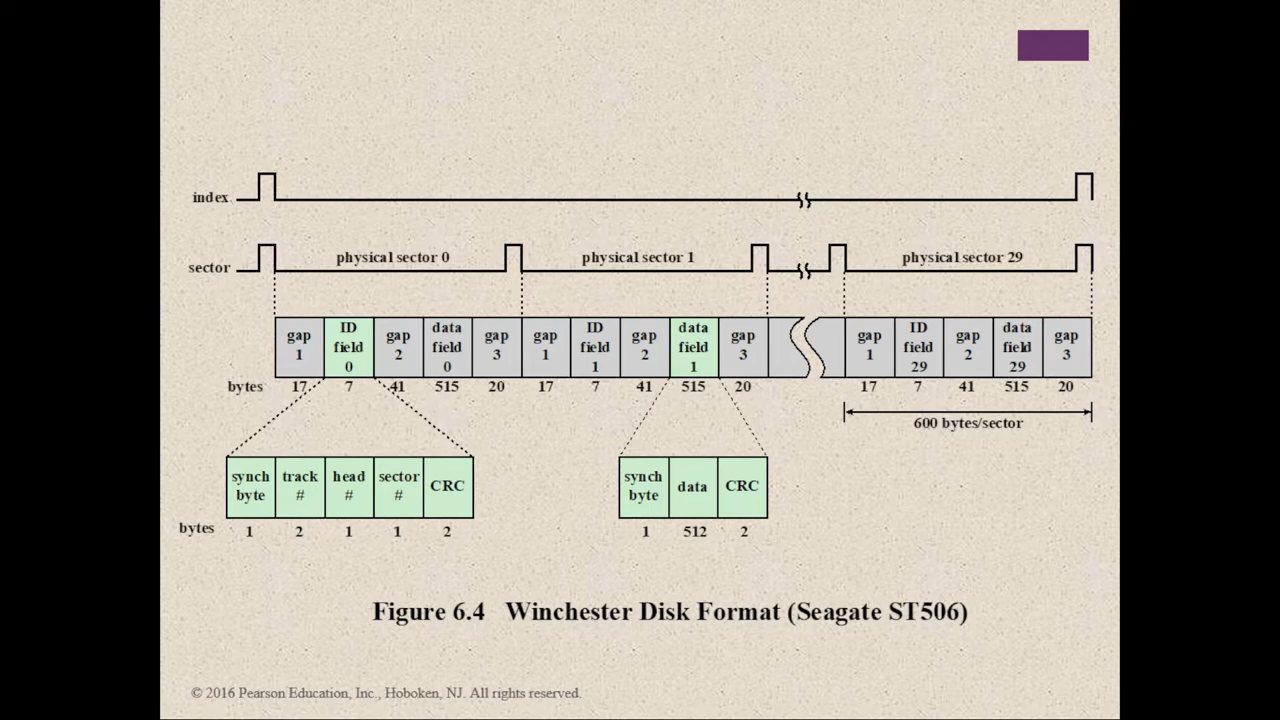 index
sector
physical sector 0
physical sector 1
physical sector 29
gap 1
ID field 0
gap 2
data field 0
gap 3
gap 1
ID field 1
gap 2
data field 1
gap 3
gap 1
ID field 29
gap 2
data field 29
gap 3
bytes 17 7 41 515 20 17 7 41 515 20 17 7 41 515 20
600 bytes/sector
synch byte
track #
head #
sector #
CRC
synch byte
data
CRC
bytes 1 2 1 1 2 1 512 2
Figure 6.4 Winchester Disk Format (Seagate ST506)
© 2016 Pearson Education, Inc., Hoboken, NJ. All rights reserved.